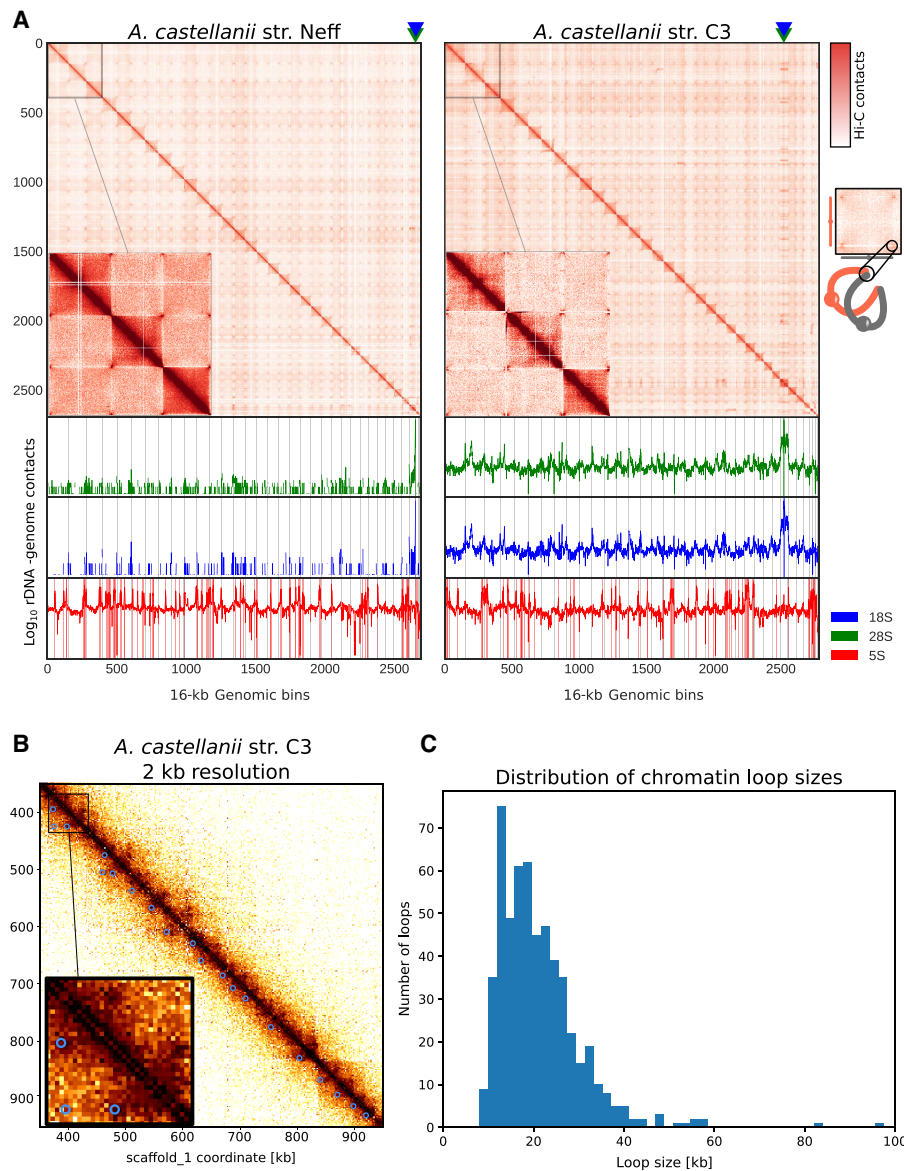 A
A. castellanii str. Neff
A. castellanii str. C3
0
500
1000
1500
2000
2500
Hi-C contacts
Log10 rDNA -genome contacts
0
500
1000
1500
2000
2500
0
500
1000
1500
2000
2500
16-kb Genomic bins
16-kb Genomic bins
18S
28S
5S
B
A. castellanii str. C3
2 kb resolution
400
500
600
700
800
900
400
500
600
700
800
900
scaffold_1 coordinate [kb]
C
Distribution of chromatin loop sizes
Number of loops
70
60
50
40
30
20
10
0
0
20
40
60
80
100
Loop size [kb]